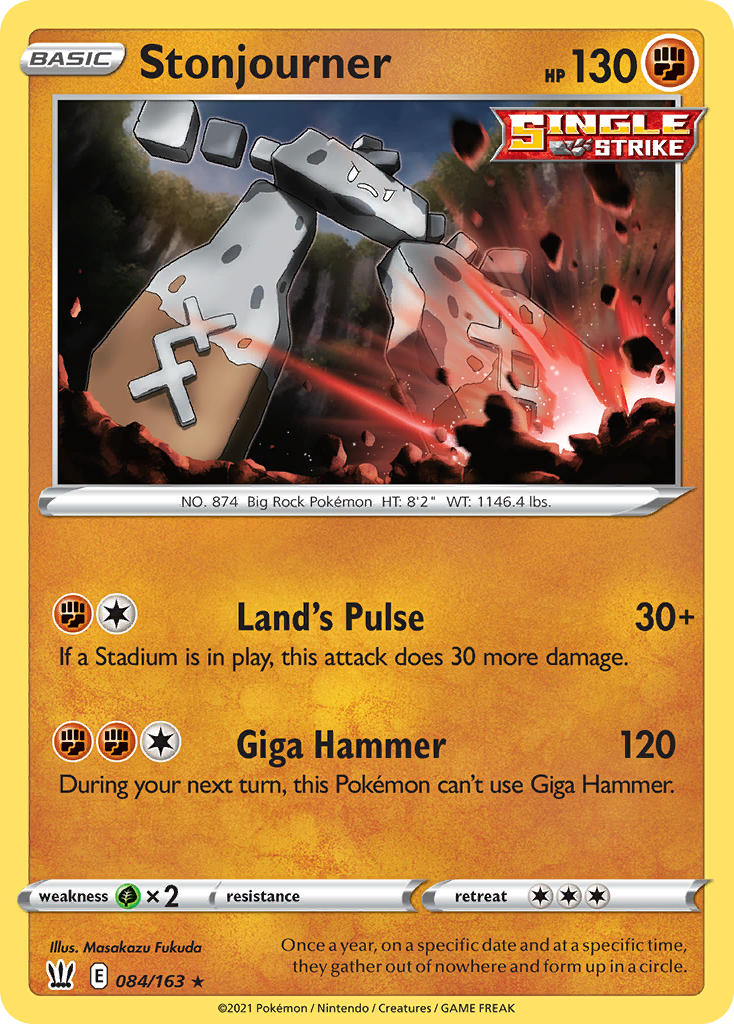 BASIC
Stonjourner
HP 130
SINGLE
STRIKE
NO. 874 Big Rock Pokémon HT: 8'2" WT: 1146.4 lbs.
Land's Pulse 30+
If a Stadium is in play, this attack does 30 more damage.
Giga Hammer 120
During your next turn, this Pokémon can't use Giga Hammer.
weakness ×2 resistance retreat
Illus. Masakazu Fukuda
E 084/163 ★
Once a year, on a specific date and at a specific time,
they gather out of nowhere and form up in a circle.
©2021 Pokémon / Nintendo / Creatures / GAME FREAK